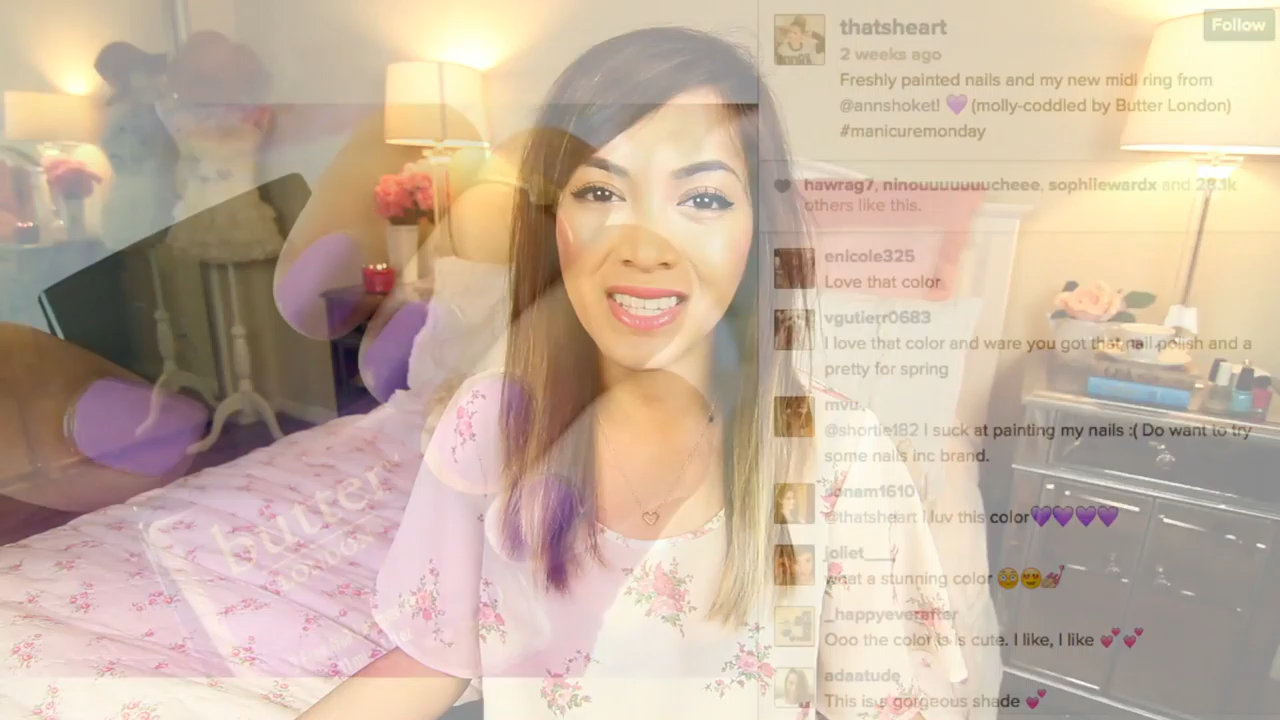 thatsheart
Follow
2 weeks ago
Freshly painted nails and my new midi ring from
@annshoket! 💜 (molly-coddled by Butter London)
#manicuremonday
hawrag7, ninouuuuuuucheee, sophilewardx and 28.1k
others like this.
enicole325
Love that color
vgutierr0683
I love that color and ware you got that nail polish and a
pretty for spring
mvu.
@shortie182 I suck at painting my nails :( Do want to try
some nails inc brand.
sonam1610
@thatsheart I luv this color💜💜💜💜
joliet___
what a stunning color 😳😍💅
_happyeverafter
Ooo the color is is cute. I like, I like 💕💕
adaatude
This is a gorgeous shade 💕
butter
LONDON